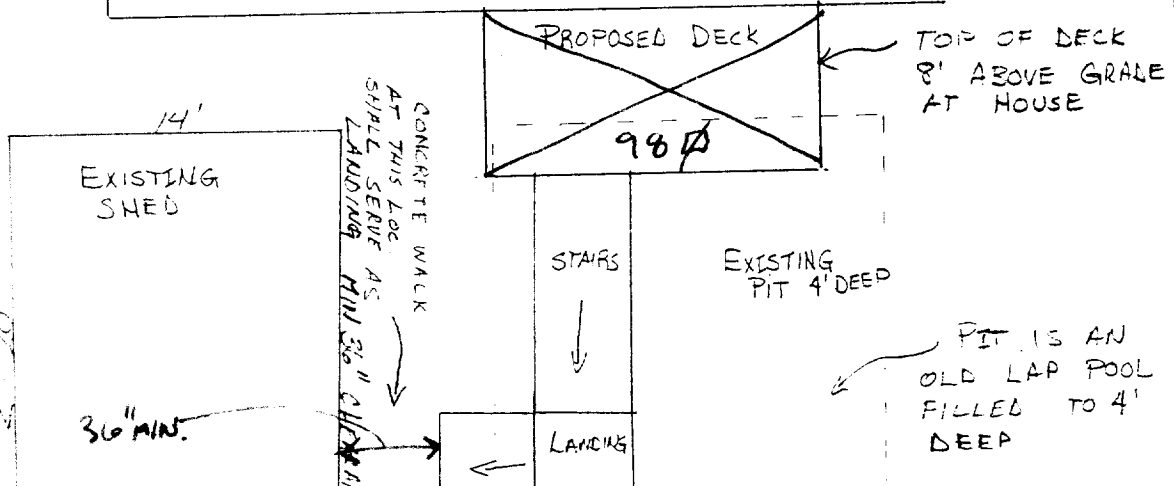 PROPOSED DECK
98
TOP OF DECK
8' ABOVE GRADE
AT HOUSE
14'
EXISTING
SHED
CONCRETE WALK
AT THIS LOC.
SHALL SERVE AS
LANDING MIN 36"
STAIRS
EXISTING
PIT 4' DEEP
PIT IS AN
OLD LAP POOL
FILLED TO 4'
DEEP
36" MIN.
LANDING